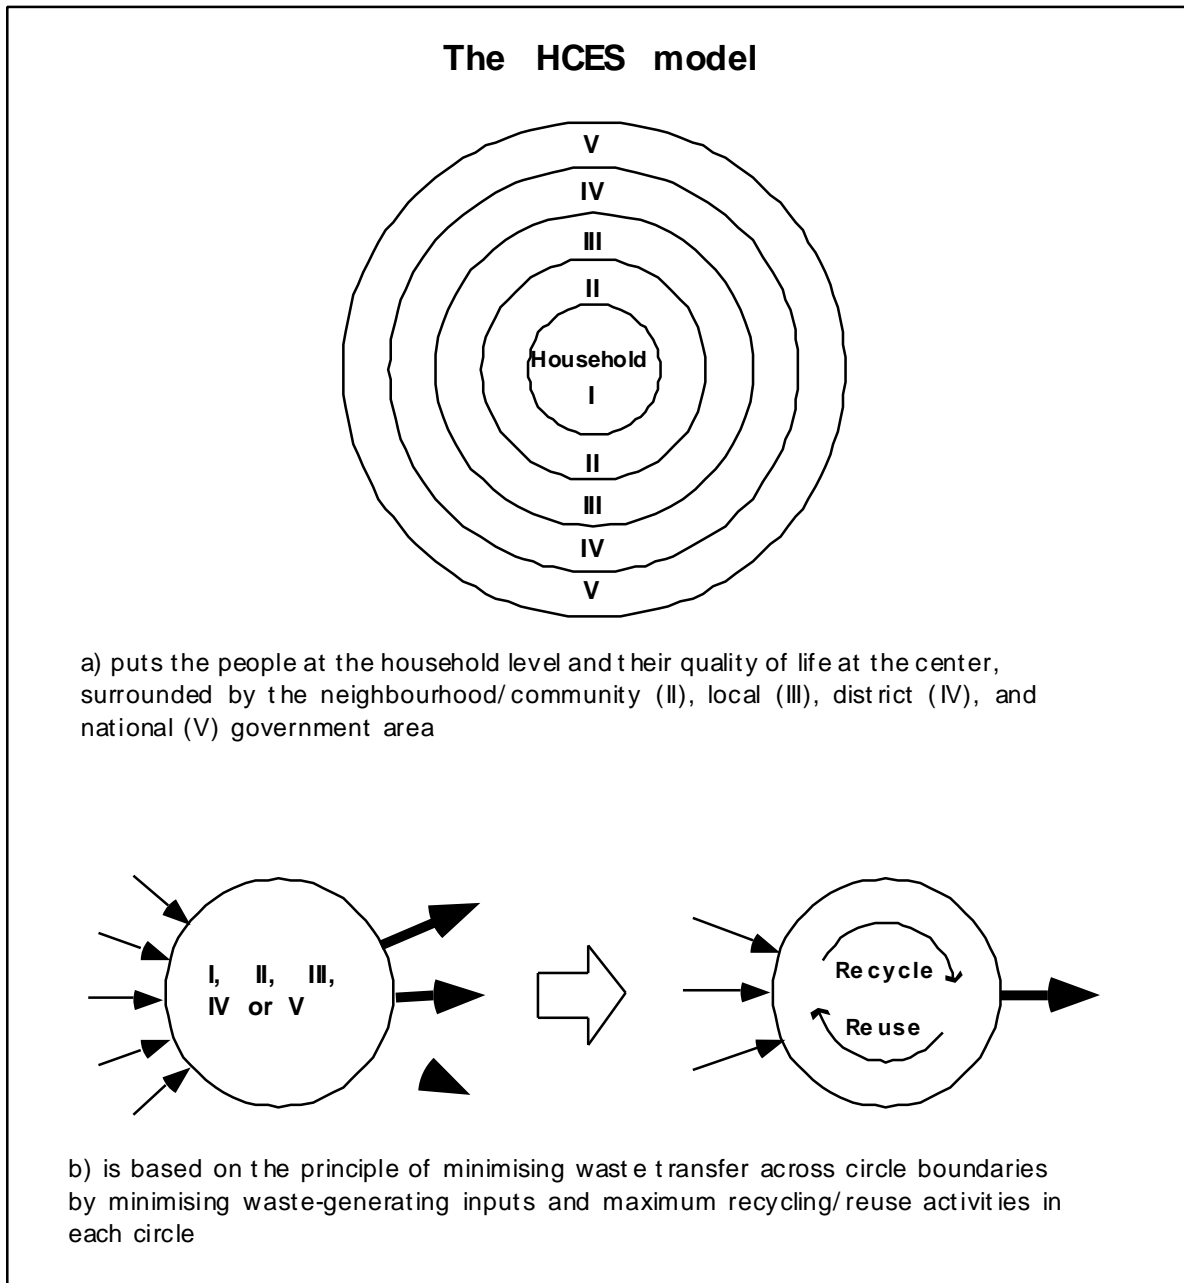 The HCES model
V
IV
III
II
Household
I
II
III
IV
V
a) puts the people at the household level and their quality of life at the center,
surrounded by the neighbourhood/community (II), local (III), district (IV), and
national (V) government area
I, II, III,
IV or V
Recycle
Reuse
b) is based on the principle of minimising waste transfer across circle boundaries
by minimising waste-generating inputs and maximum recycling/reuse activities in
each circle